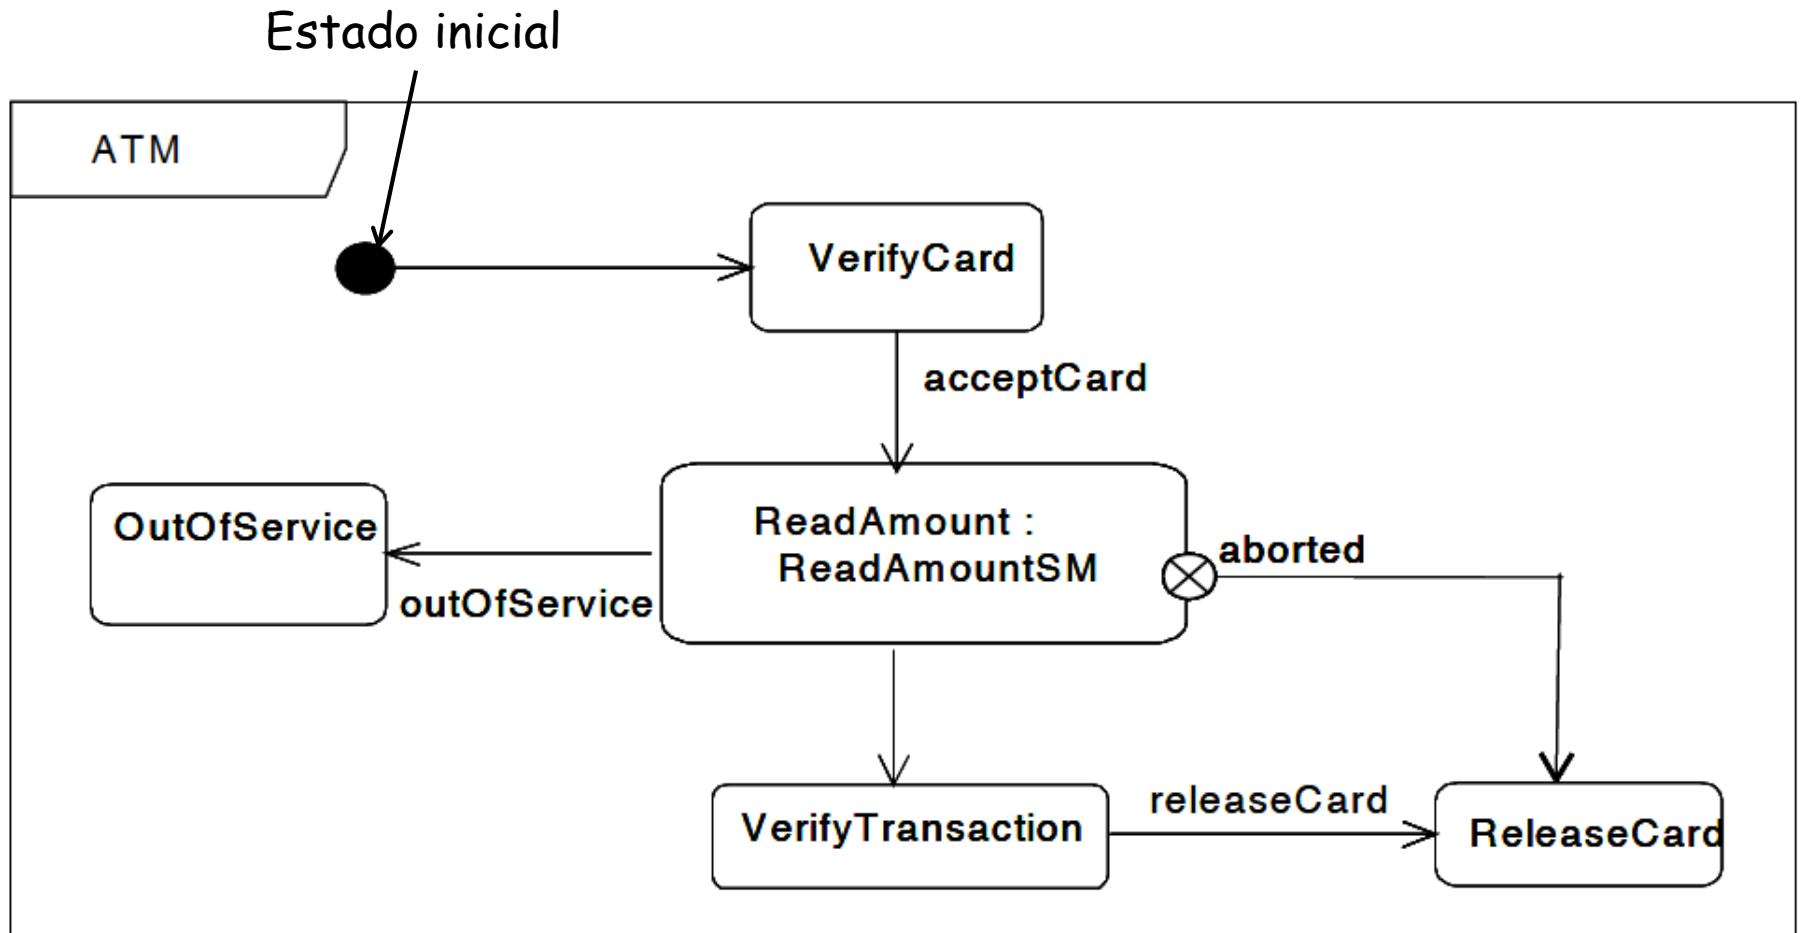 Estado inicial
ATM
VerifyCard
acceptCard
ReadAmount :
ReadAmountSM
aborted
OutOfService
outOfService
releaseCard
VerifyTransaction
ReleaseCard